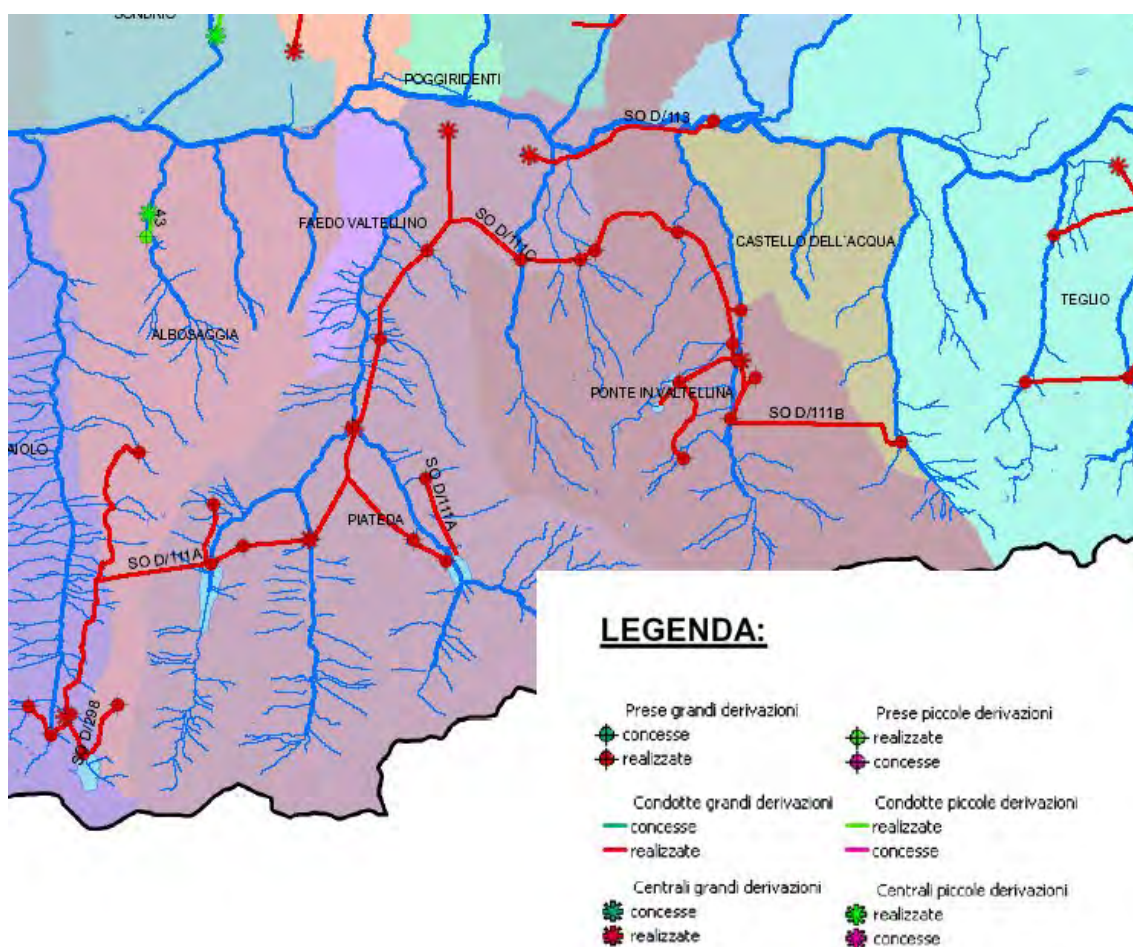 SONDRIO
POGGIRIDENTI
SO D/113
43
FAEDO VALTELLINO
SO D/111C
CASTELLO DELL'ACQUA
TEGLIO
ALBOSAGGIA
PONTE IN VALTELLINA
SO D/111B
AIOLO
SO D/111A
PIATEDA
SO D/111A
SO D/298
LEGENDA:
Prese grandi derivazioni
concesse
realizzate
Prese piccole derivazioni
realizzate
concesse
Condotte grandi derivazioni
concesse
realizzate
Condotte piccole derivazioni
realizzate
concesse
Centrali grandi derivazioni
concesse
realizzate
Centrali piccole derivazioni
realizzate
concesse